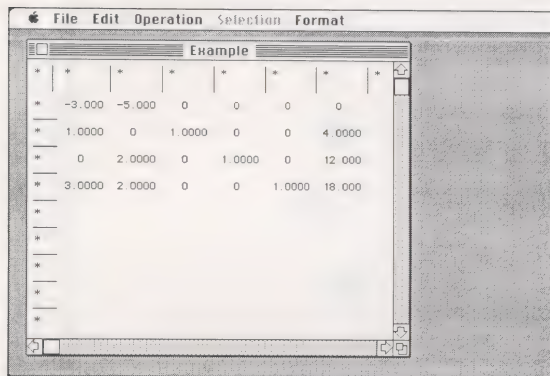 File Edit Operation Selection Format
Example
* * * * * * * *
* -3.000 -5.000 0 0 0 0
* 1.0000 0 1.0000 0 0 4.0000
* 0 2.0000 0 1.0000 0 12.000
* 3.0000 2.0000 0 0 1.0000 18.000
*
*
*
*
*